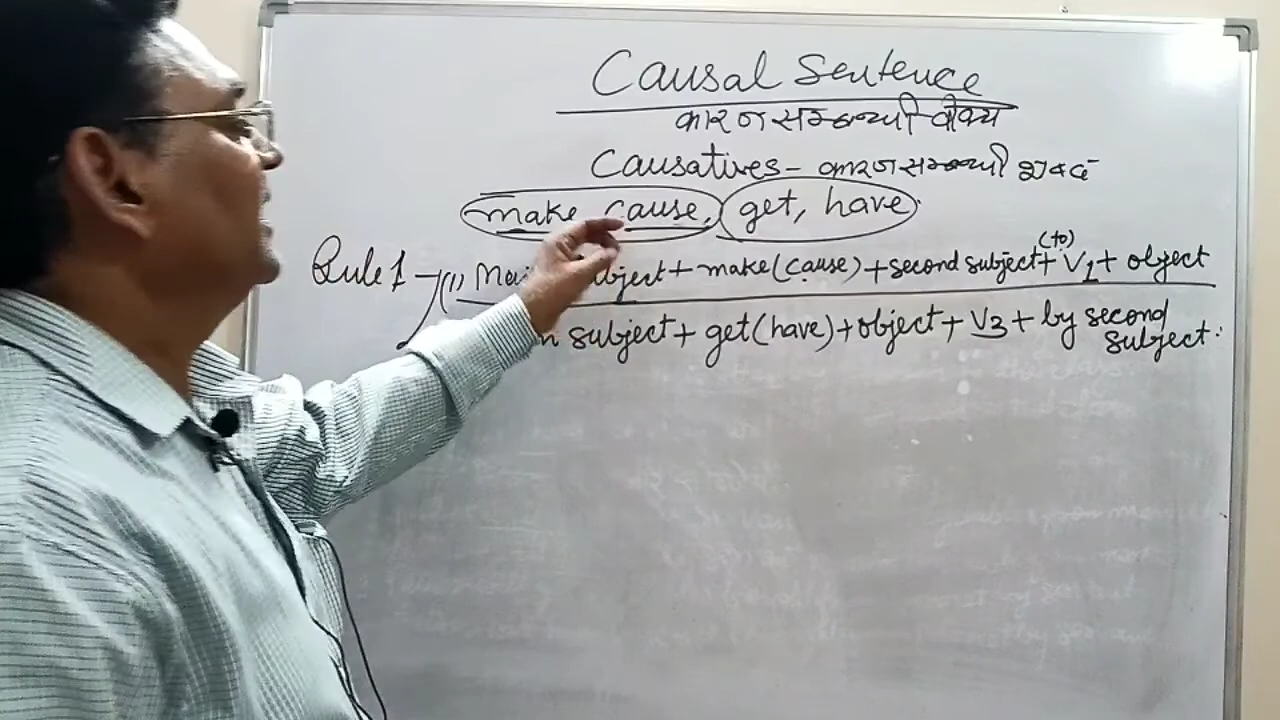 Causal Sentence
कारण सम्बन्धी वाक्य
Causatives - कारण सम्बन्धी शब्द
make, cause, get, have.
(to)
Rule 1 - (1) subject + make (cause) + second subject + V1 + object
subject + get (have) + object + V3 + by second
subject.